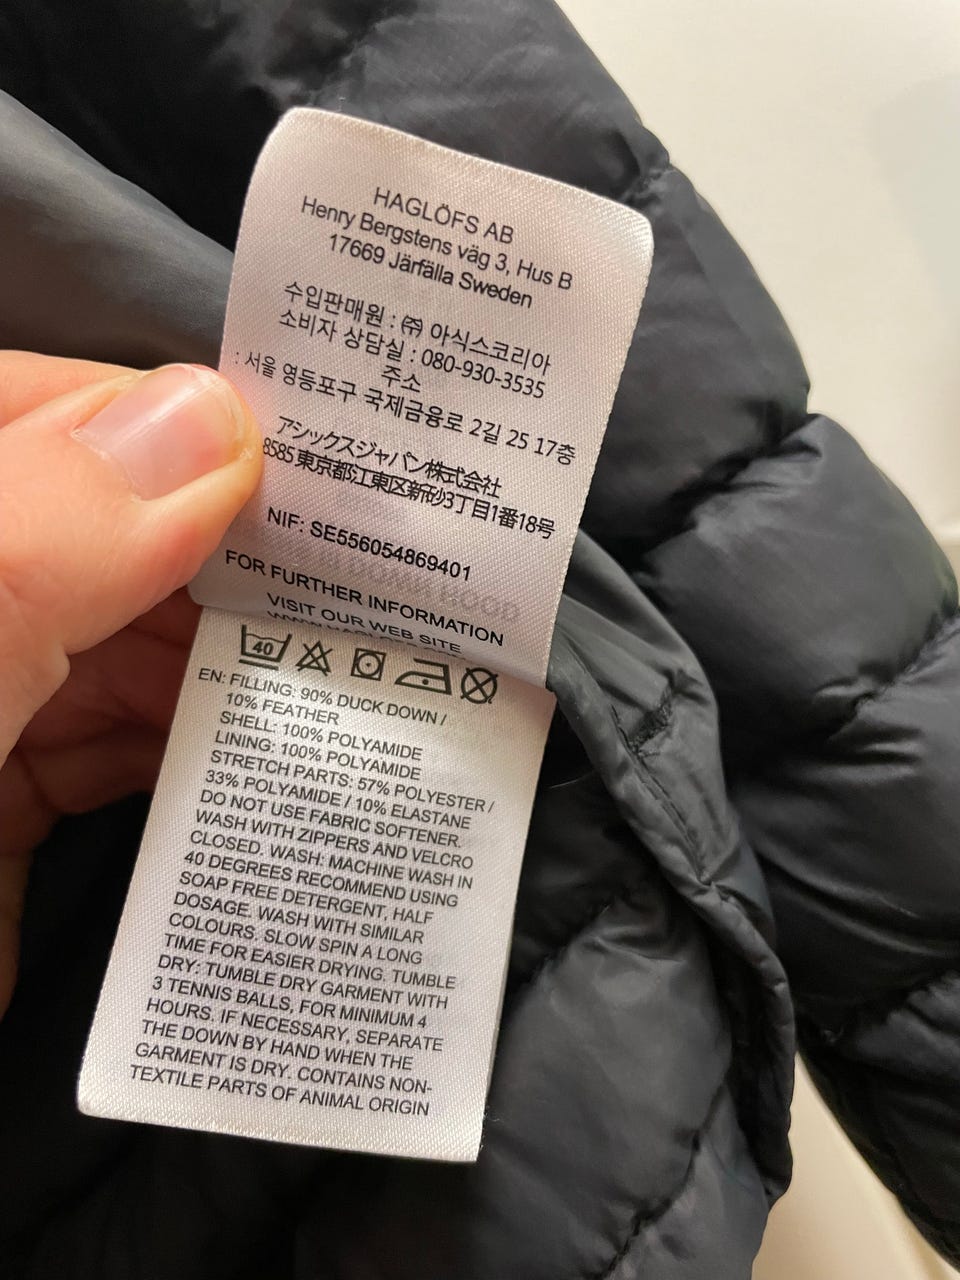 HAGLÖFS AB
Henry Bergstens väg 3, Hus B
17669 Järfälla Sweden
수입판매원 : ㈜ 아식스코리아
소비자 상담실 : 080-930-3535
주소
: 서울 영등포구 국제금융로 2길 25 17층
アシックスジャパン株式会社
8585 東京都江東区新砂3丁目1番18号
NIF: SE556054869401
FOR FURTHER INFORMATION
VISIT OUR WEB SITE
HOOD
40
EN: FILLING: 90% DUCK DOWN /
10% FEATHER
SHELL: 100% POLYAMIDE
LINING: 100% POLYAMIDE
STRETCH PARTS: 57% POLYESTER /
33% POLYAMIDE / 10% ELASTANE
DO NOT USE FABRIC SOFTENER.
WASH WITH ZIPPERS AND VELCRO
CLOSED. WASH: MACHINE WASH IN
40 DEGREES RECOMMEND USING
SOAP FREE DETERGENT, HALF
DOSAGE. WASH WITH SIMILAR
COLOURS. SLOW SPIN A LONG
TIME FOR EASIER DRYING. TUMBLE
DRY: TUMBLE DRY GARMENT WITH
3 TENNIS BALLS, FOR MINIMUM 4
HOURS. IF NECESSARY, SEPARATE
THE DOWN BY HAND WHEN THE
GARMENT IS DRY. CONTAINS NON-
TEXTILE PARTS OF ANIMAL ORIGIN